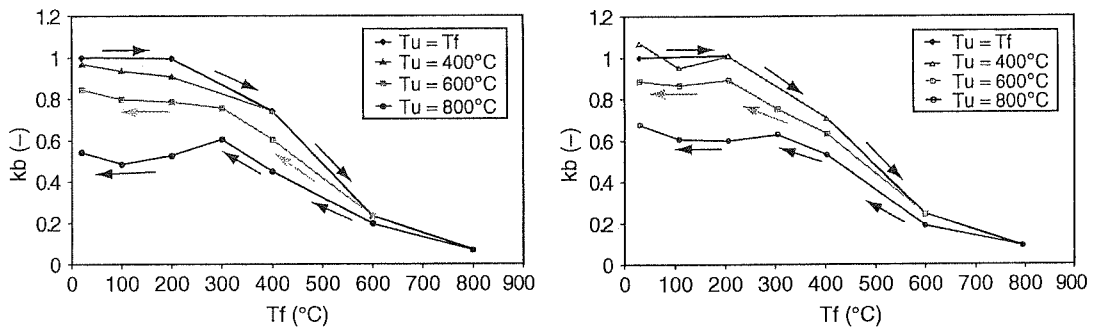 1.2
1
0.8
0.6
0.4
0.2
0
kb (–)
Tu = Tf
Tu = 400°C
Tu = 600°C
Tu = 800°C
0 100 200 300 400 500 600 700 800 900
Tf (°C)
1.2
1
0.8
0.6
0.4
0.2
0
kb (–)
Tu = Tf
Tu = 400°C
Tu = 600°C
Tu = 800°C
0 100 200 300 400 500 600 700 800 900
Tf (°C)